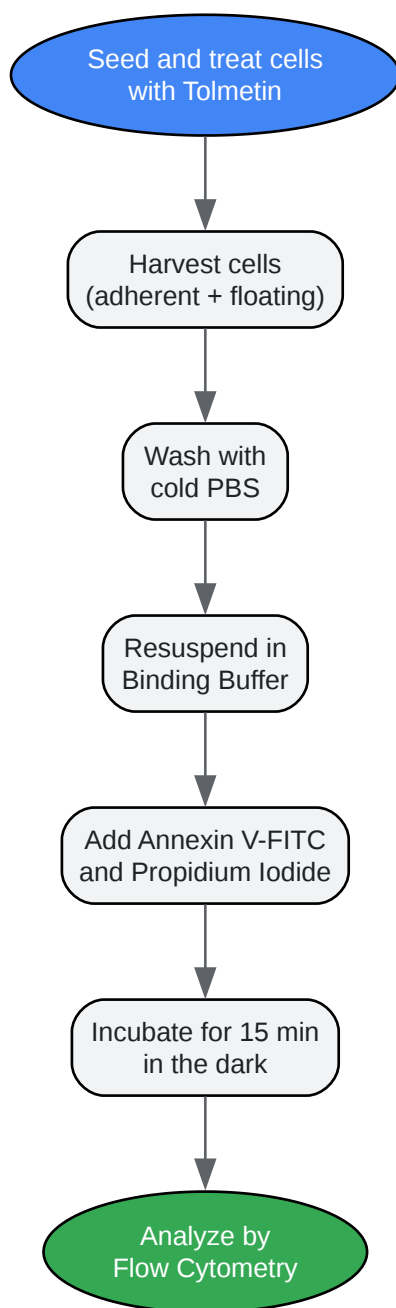 Seed and treat cells
with Tolmetin
Harvest cells
(adherent + floating)
Wash with
cold PBS
Resuspend in
Binding Buffer
Add Annexin V-FITC
and Propidium Iodide
Incubate for 15 min
in the dark
Analyze by
Flow Cytometry